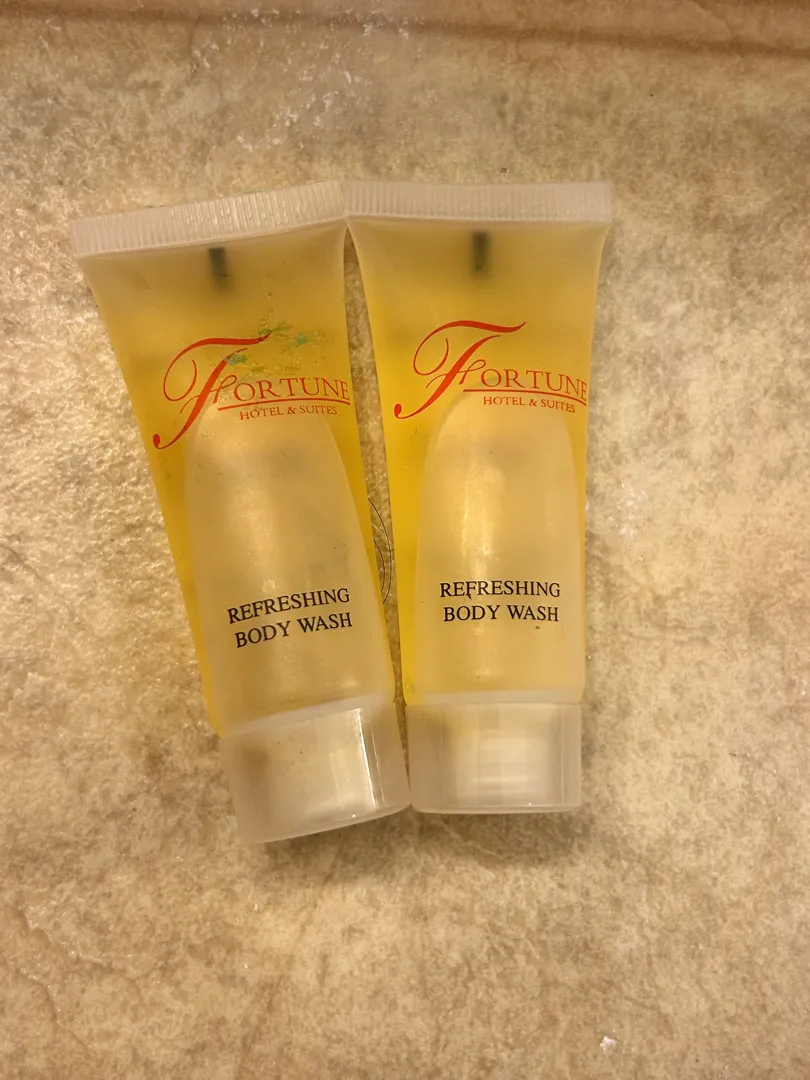 FORTUNE
HOTEL & SUITES
REFRESHING
BODY WASH
FORTUNE
HOTEL & SUITES
REFRESHING
BODY WASH